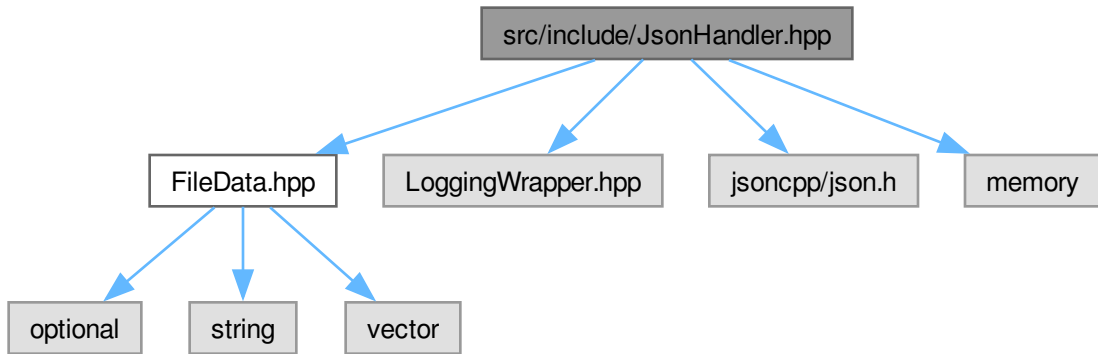 src/include/JsonHandler.hpp
FileData.hpp
LoggingWrapper.hpp
jsoncpp/json.h
memory
optional
string
vector